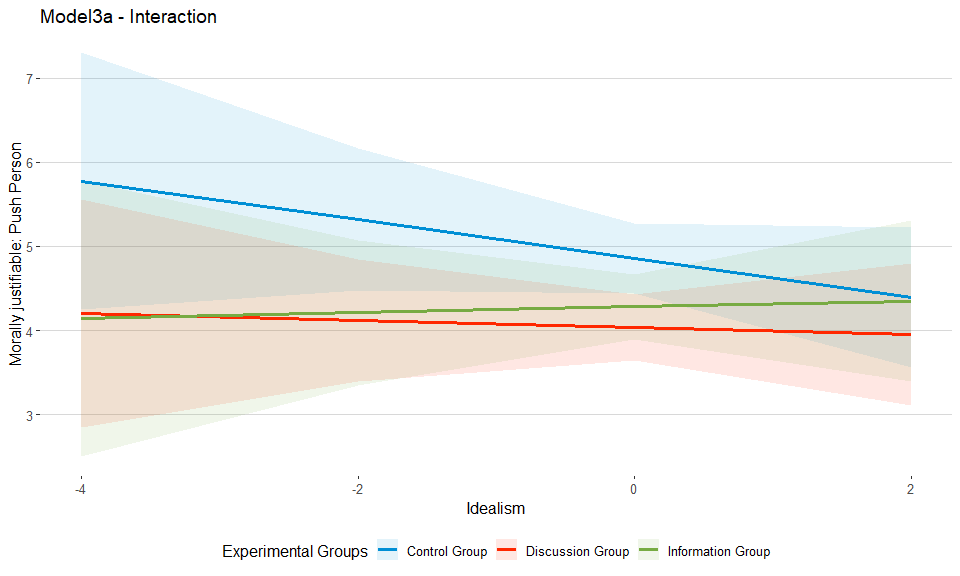 Model3a - Interaction
Morally justifiable: Push Person
7
6
5
4
3
-4 -2 0 2
Idealism
Experimental Groups Control Group Discussion Group Information Group